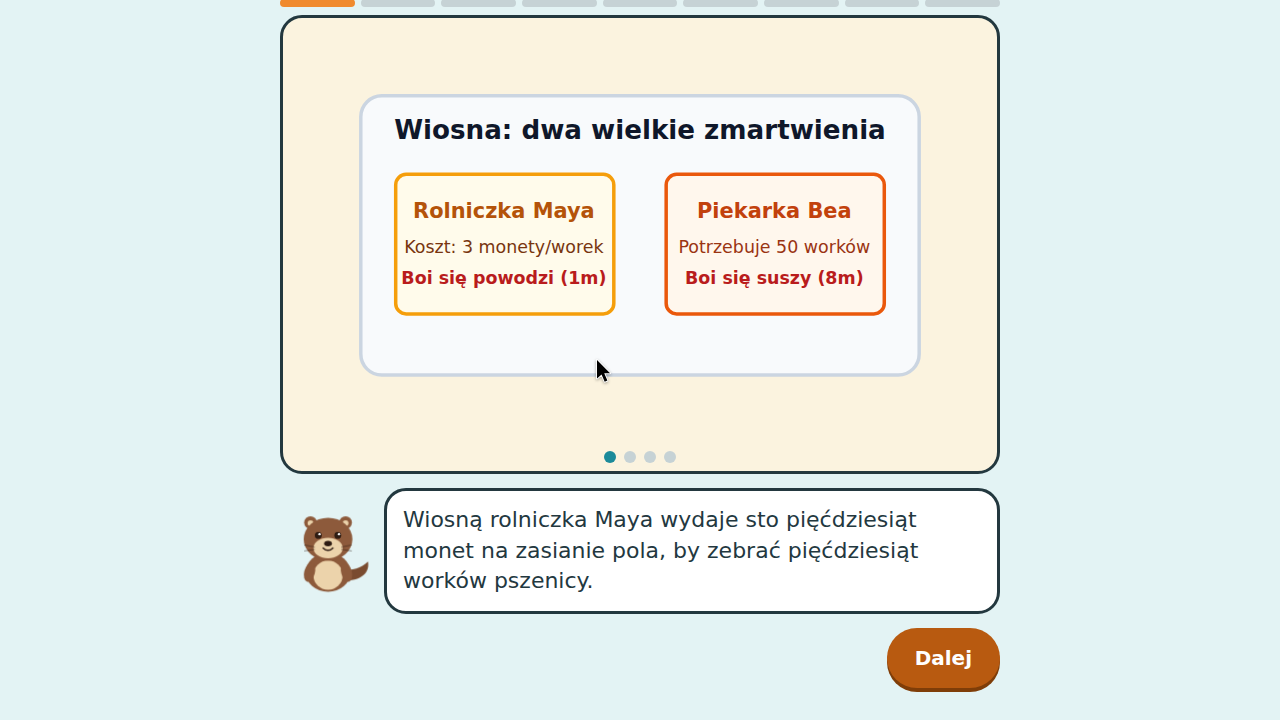 Wiosna: dwa wielkie zmartwienia
Rolniczka Maya
Koszt: 3 monety/worek
Boi się powodzi (1m)
Piekarka Bea
Potrzebuje 50 worków
Boi się suszy (8m)
Wiosną rolniczka Maya wydaje sto pięćdziesiąt
monet na zasianie pola, by zebrać pięćdziesiąt
worków pszenicy.
Dalej